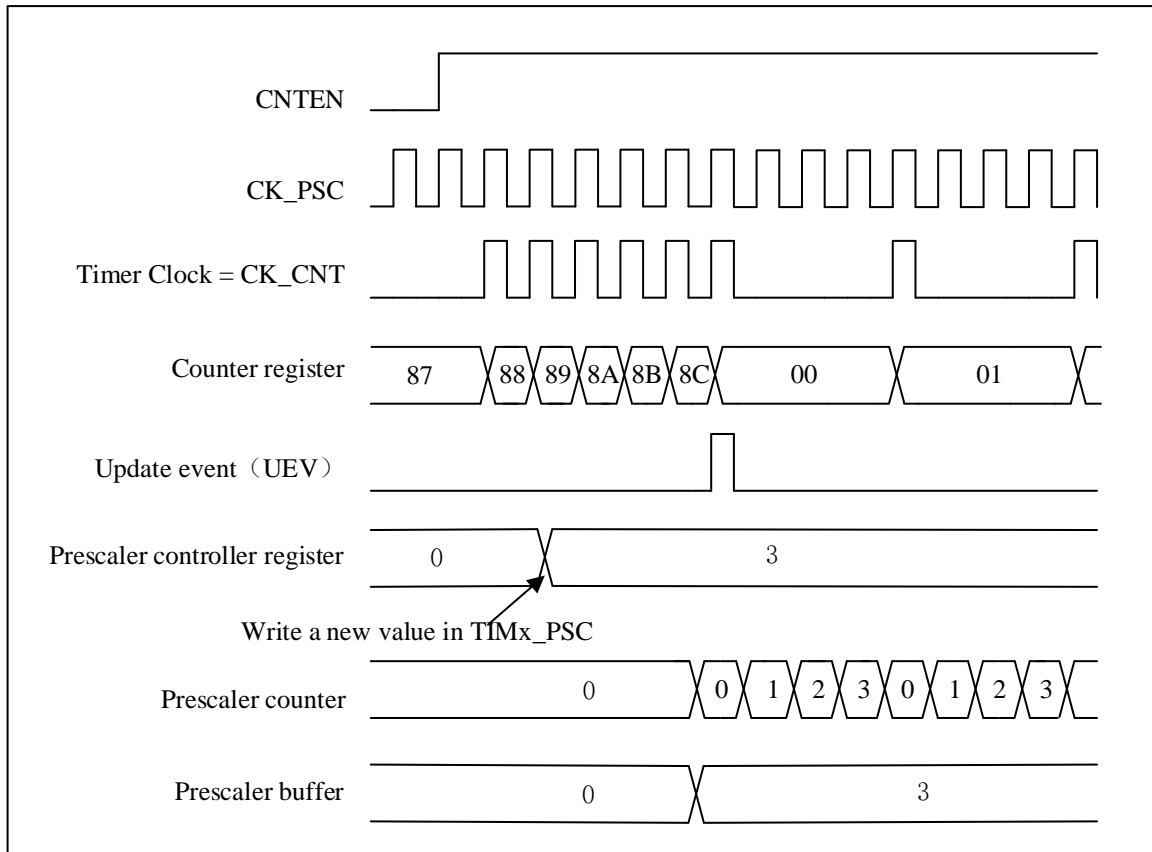 CNTEN
CK_PSC
Timer Clock = CK_CNT
Counter register
87 88 89 8A 8B 8C 00 01
Update event（UEV）
Prescaler controller register
0 3
Write a new value in TIMx_PSC
Prescaler counter
0 0 1 2 3 0 1 2 3
Prescaler buffer
0 3